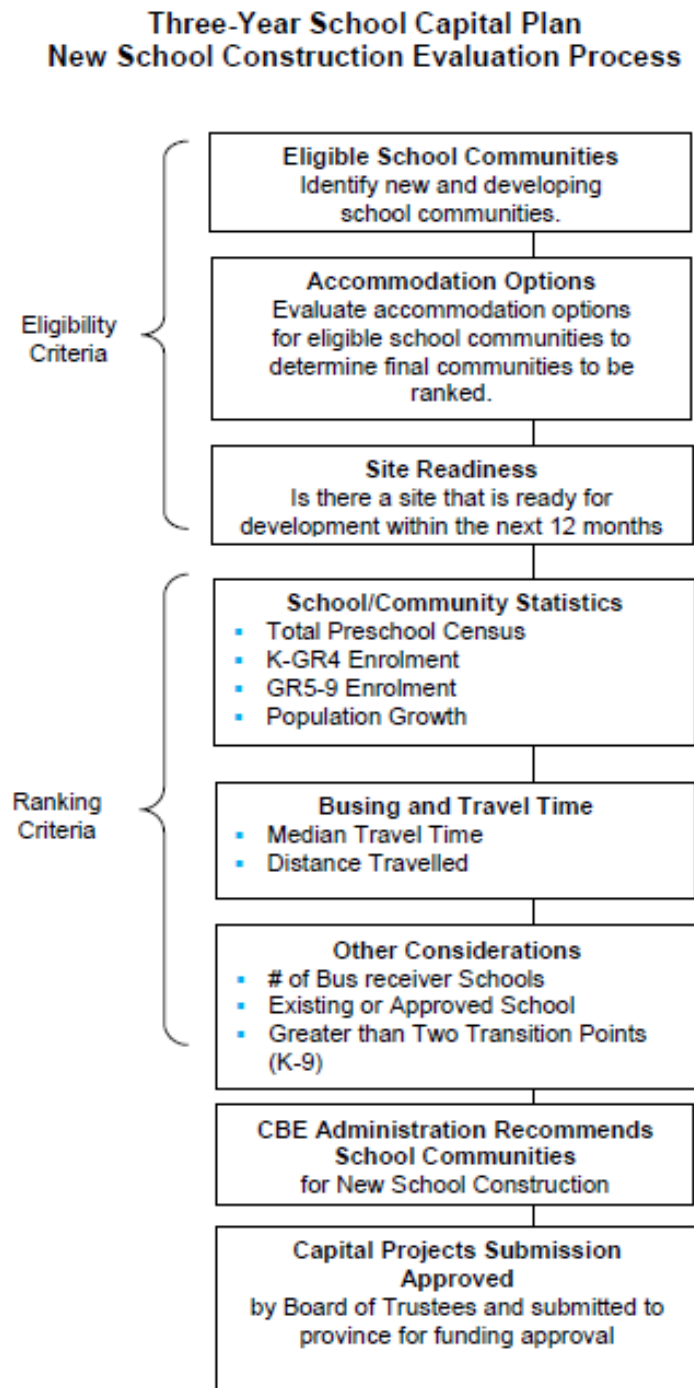 Three-Year School Capital Plan
New School Construction Evaluation Process
Eligibility
Criteria
Eligible School Communities
Identify new and developing
school communities.
Accommodation Options
Evaluate accommodation options
for eligible school communities to
determine final communities to be
ranked.
Site Readiness
Is there a site that is ready for
development within the next 12 months
Ranking
Criteria
School/Community Statistics
▪ Total Preschool Census
▪ K-GR4 Enrolment
▪ GR5-9 Enrolment
▪ Population Growth
Busing and Travel Time
▪ Median Travel Time
▪ Distance Travelled
Other Considerations
▪ # of Bus receiver Schools
▪ Existing or Approved School
▪ Greater than Two Transition Points
(K-9)
CBE Administration Recommends
School Communities
for New School Construction
Capital Projects Submission
Approved
by Board of Trustees and submitted to
province for funding approval